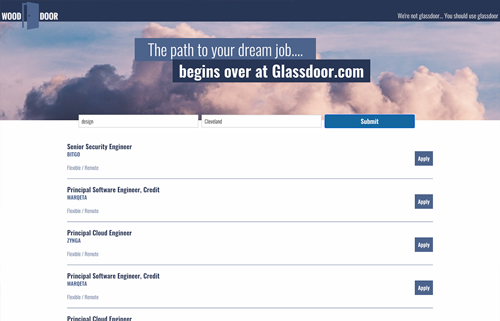 WOOD DOOR
We're not glassdoor... You should use glassdoor
The path to your dream job....
begins over at Glassdoor.com
design
Cleveland
Submit
Senior Security Engineer
BITGO
Flexible / Remote
Apply
Principal Software Engineer, Credit
MARQETA
Flexible / Remote
Apply
Principal Cloud Engineer
ZYNGA
Flexible / Remote
Apply
Principal Software Engineer, Credit
MARQETA
Flexible / Remote
Apply
Principal Cloud Engineer